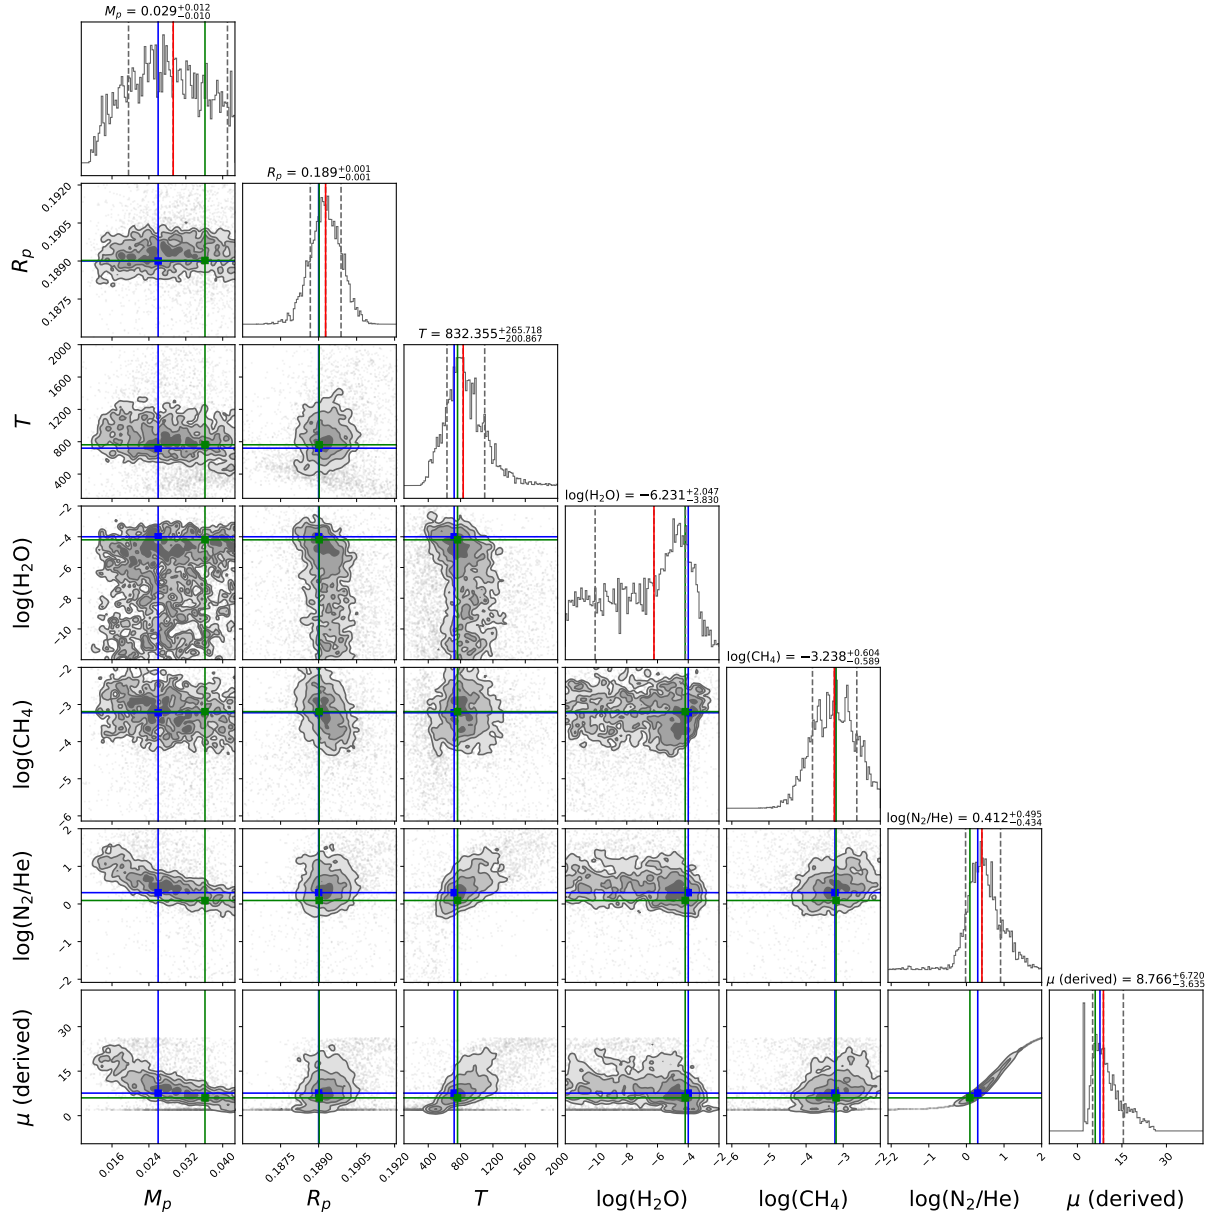 M_p = 0.029^{+0.012}_{−0.010}
R_p = 0.189^{+0.001}_{−0.001}
0.1920
0.1905
0.1890
0.1875
R_p
T = 832.355^{+265.718}_{−200.867}
2000
1600
1200
800
400
T
log(H₂O) = −6.231^{+2.047}_{−3.830}
−2
−4
−6
−8
−10
log(H₂O)
log(CH₄) = −3.238^{+0.604}_{−0.589}
−2
−3
−4
−5
−6
log(CH₄)
log(N₂/He) = 0.412^{+0.495}_{−0.434}
2
1
0
−1
−2
log(N₂/He)
μ (derived) = 8.766^{+6.720}_{−3.635}
30
15
0
μ (derived)
0.016 0.024 0.032 0.040
0.1875 0.1890 0.1905 0.1920
400 800 1200 1600 2000
−10 −8 −6 −4 −2
−6 −5 −4 −3 −2
−2 −1 0 1 2
0 15 30
M_p R_p T log(H₂O) log(CH₄) log(N₂/He) μ (derived)